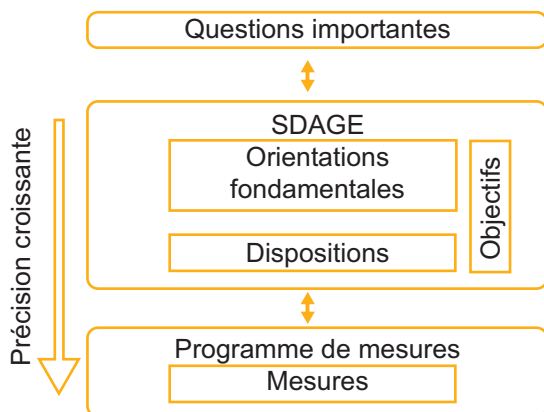 Questions importantes
SDAGE
Orientations
fondamentales
Dispositions
Objectifs
Précision croissante
Programme de mesures
Mesures